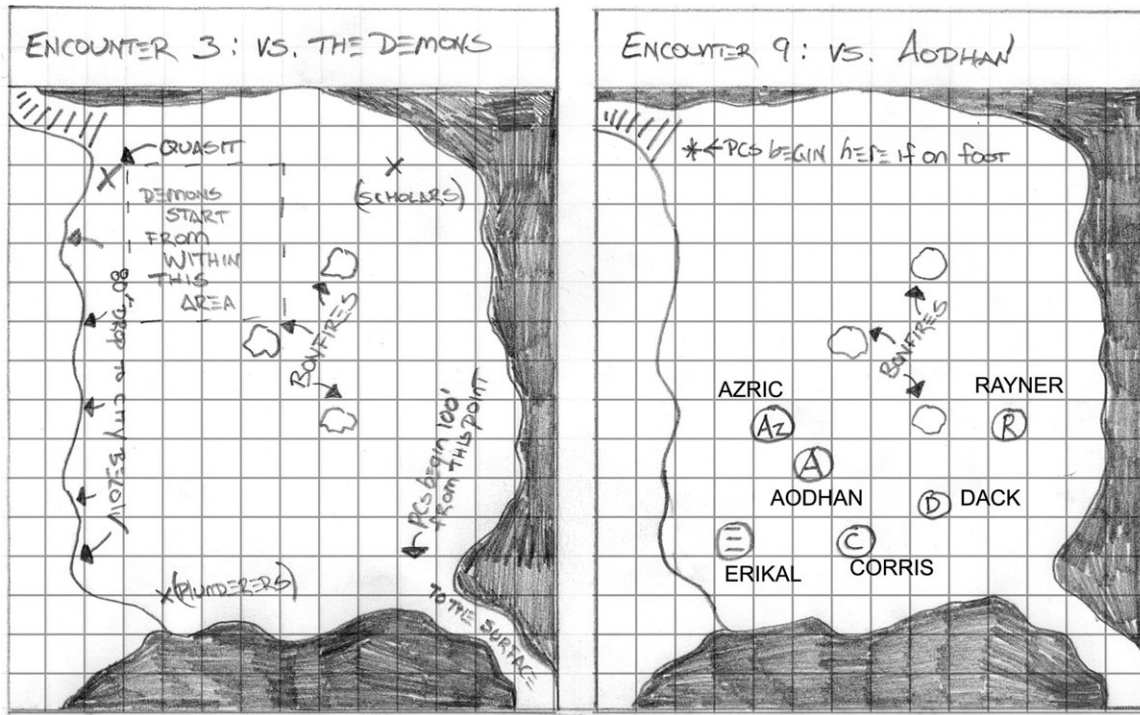 ENCOUNTER 3: VS. THE DEMONS
QUASIT
(SCHOLARS)
DEMONS
START
FROM
WITHIN
THIS
AREA
80' DROP TO CITY BELOW
BONFIRES
PCs begin 100'
from this point
X(PLUNDERERS)
TO THE SURFACE
ENCOUNTER 9: VS. AODHAN
*←PCS BEGIN HERE IF ON FOOT
BONFIRES
AZRIC
RAYNER
Az
R
A
AODHAN
D
DACK
E
C
ERIKAL
CORRIS